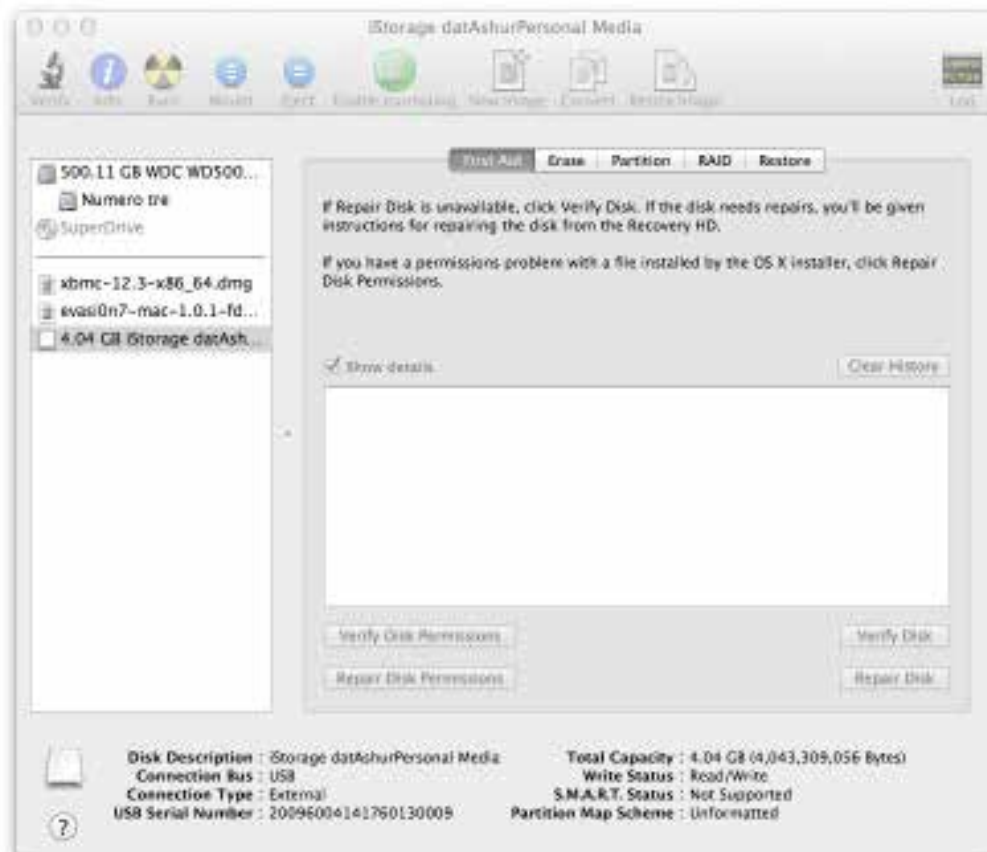 iStorage datAshurPersonal Media
Verify Info Burn Mount Eject Enable Journaling New Image Convert Resize Image Log
500.11 GB WDC WD500...
Numero tre
SuperDrive
xbmc-12.3-x86_64.dmg
evasi0n7-mac-1.0.1-fd...
4.04 GB iStorage datAsh...
First Aid Erase Partition RAID Restore
If Repair Disk is unavailable, click Verify Disk. If the disk needs repairs, you'll be given
instructions for repairing the disk from the Recovery HD.
If you have a permissions problem with a file installed by the OS X installer, click Repair
Disk Permissions.
Show details Clear History
Verify Disk Permissions Verify Disk
Repair Disk Permissions Repair Disk
Disk Description : iStorage datAshurPersonal Media
Connection Bus : USB
Connection Type : External
USB Serial Number : 20096004141760130009
Total Capacity : 4.04 GB (4,043,309,056 Bytes)
Write Status : Read/Write
S.M.A.R.T. Status : Not Supported
Partition Map Scheme : Unformatted
?